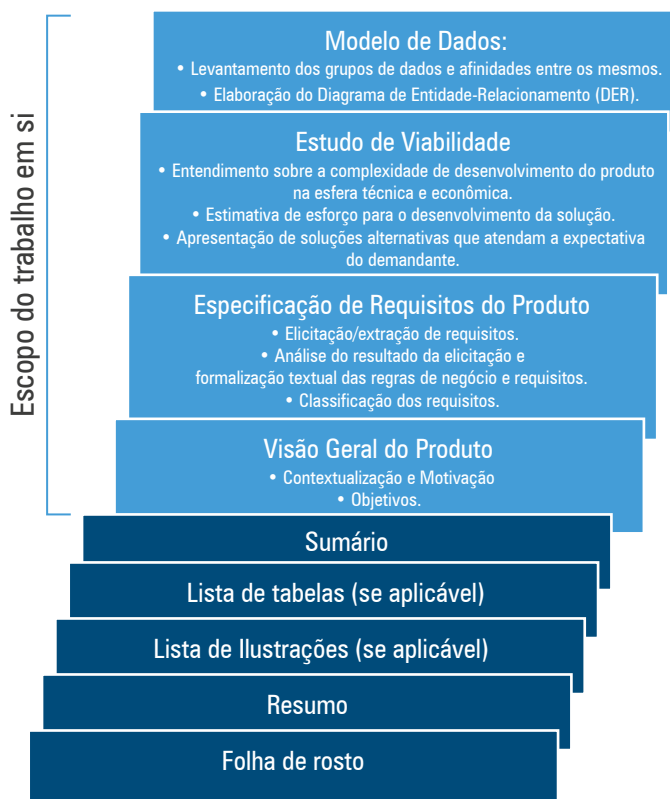 Escopo do trabalho em si
Modelo de Dados:
• Levantamento dos grupos de dados e afinidades entre os mesmos.
• Elaboração do Diagrama de Entidade-Relacionamento (DER).
Estudo de Viabilidade
• Entendimento sobre a complexidade de desenvolvimento do produto
na esfera técnica e econômica.
• Estimativa de esforço para o desenvolvimento da solução.
• Apresentação de soluções alternativas que atendam a expectativa
do demandante.
Especificação de Requisitos do Produto
• Elicitação/extração de requisitos.
• Análise do resultado da elicitação e
formalização textual das regras de negócio e requisitos.
• Classificação dos requisitos.
Visão Geral do Produto
• Contextualização e Motivação
• Objetivos.
Sumário
Lista de tabelas (se aplicável)
Lista de Ilustrações (se aplicável)
Resumo
Folha de rosto